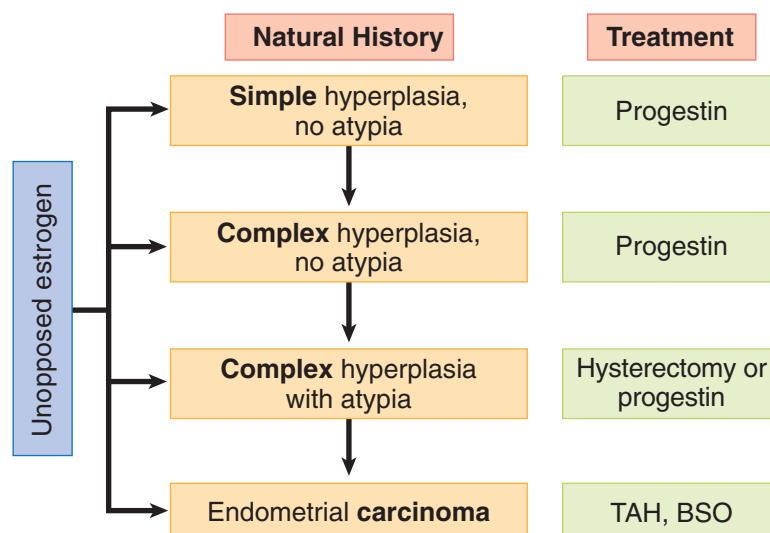 Natural History
Treatment
Unopposed estrogen
Simple hyperplasia,
no atypia
Progestin
Complex hyperplasia,
no atypia
Progestin
Complex hyperplasia
with atypia
Hysterectomy or
progestin
Endometrial carcinoma
TAH, BSO